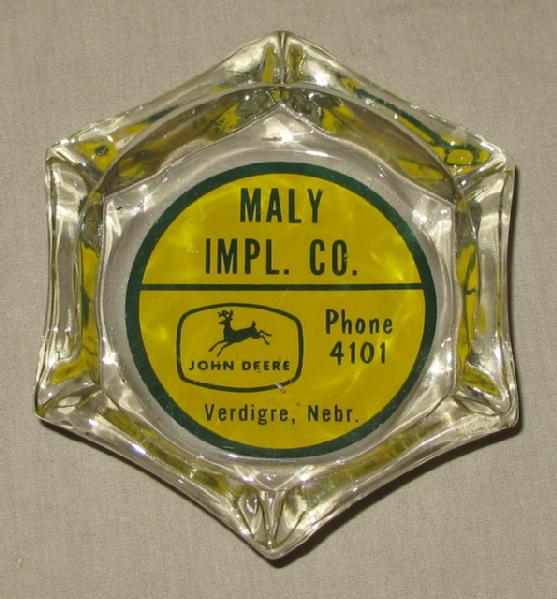 MALY
IMPL. CO.
JOHN DEERE
Phone
4101
Verdigre, Nebr.